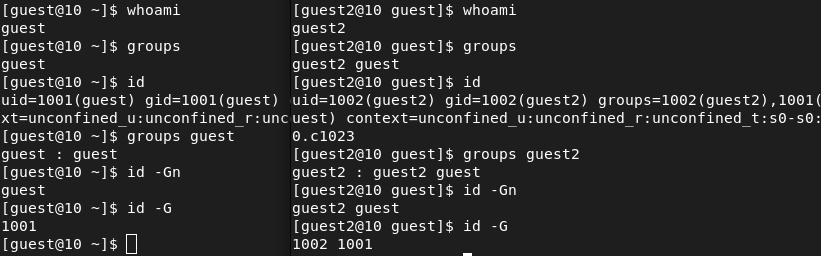 [guest@10 ~]$ whoami
guest
[guest@10 ~]$ groups
guest
[guest@10 ~]$ id
uid=1001(guest) gid=1001(guest)
xt=unconfined_u:unconfined_r:unc
[guest@10 ~]$ groups guest
guest : guest
[guest@10 ~]$ id -Gn
guest
[guest@10 ~]$ id -G
1001
[guest@10 ~]$
[guest2@10 guest]$ whoami
guest2
[guest2@10 guest]$ groups
guest2 guest
[guest2@10 guest]$ id
uid=1002(guest2) gid=1002(guest2) groups=1002(guest2),1001(
uest) context=unconfined_u:unconfined_r:unconfined_t:s0-s0:
0.c1023
[guest2@10 guest]$ groups guest2
guest2 : guest2 guest
[guest2@10 guest]$ id -Gn
guest2 guest
[guest2@10 guest]$ id -G
1002 1001